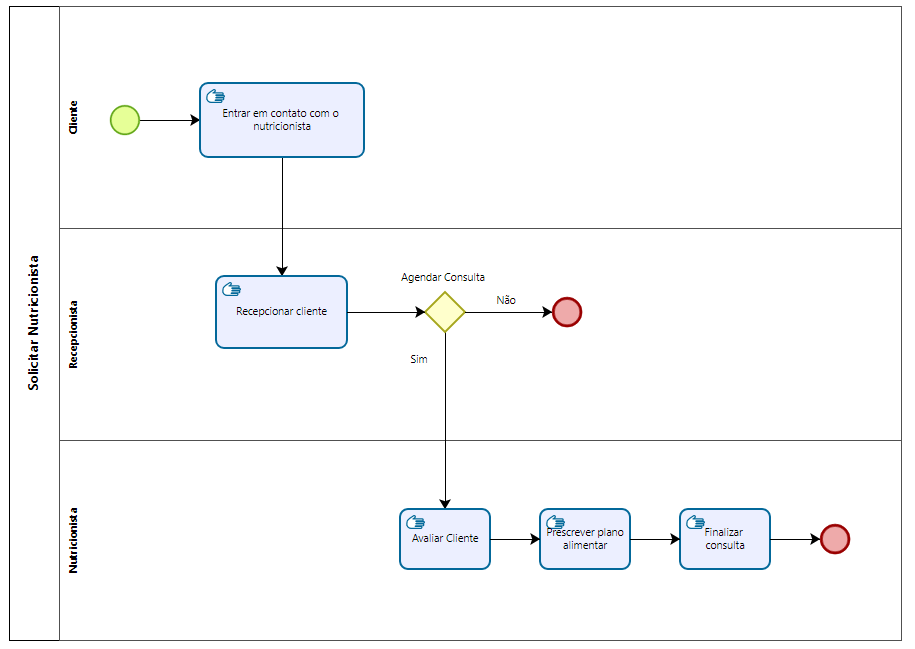 Solicitar Nutricionista
Cliente
Entrar em contato com o
nutricionista
Recepcionista
Recepcionar cliente
Agendar Consulta
Não
Sim
Nutricionista
Avaliar Cliente
Prescrever plano
alimentar
Finalizar
consulta